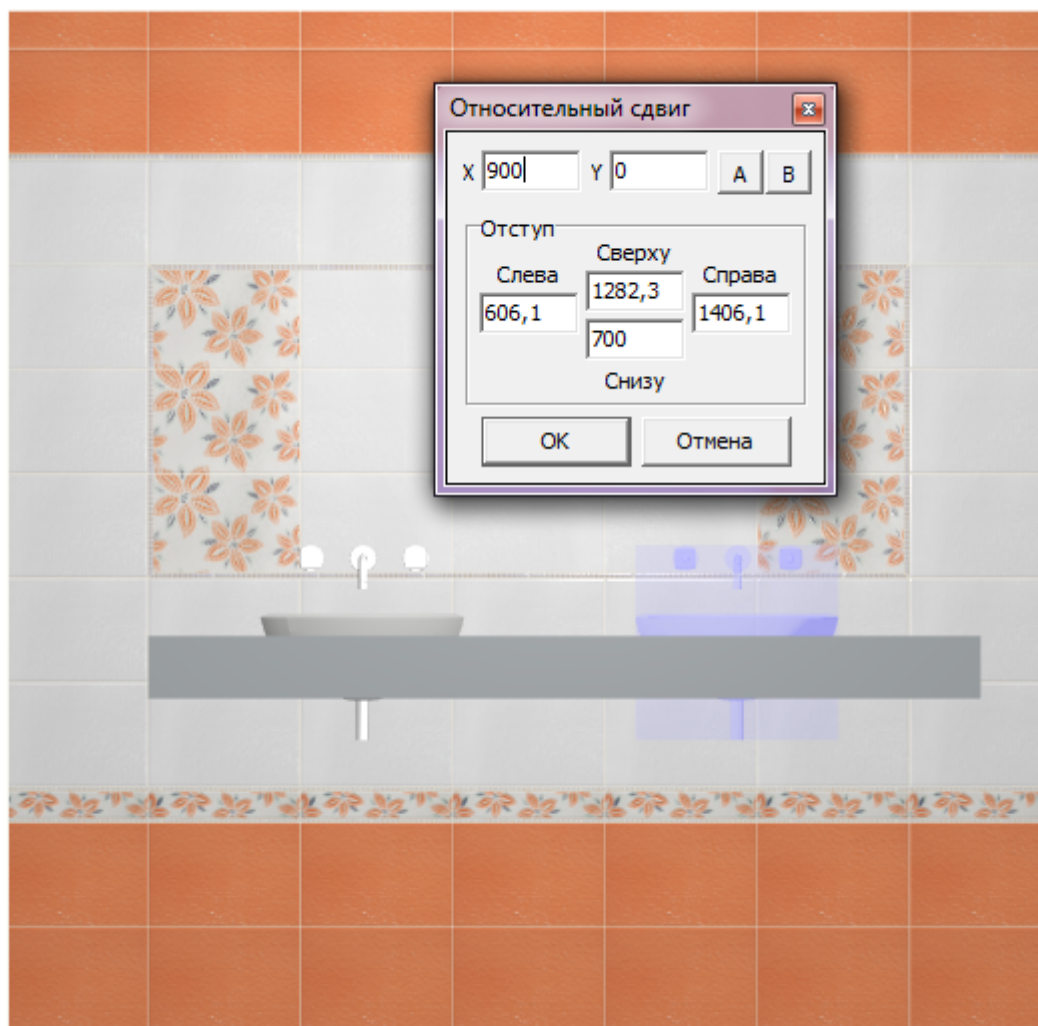 Относительный сдвиг
X 900 Y 0 A B
Отступ
Сверху
Слева 1282,3 Справа
606,1 700 1406,1
Снизу
OK Отмена